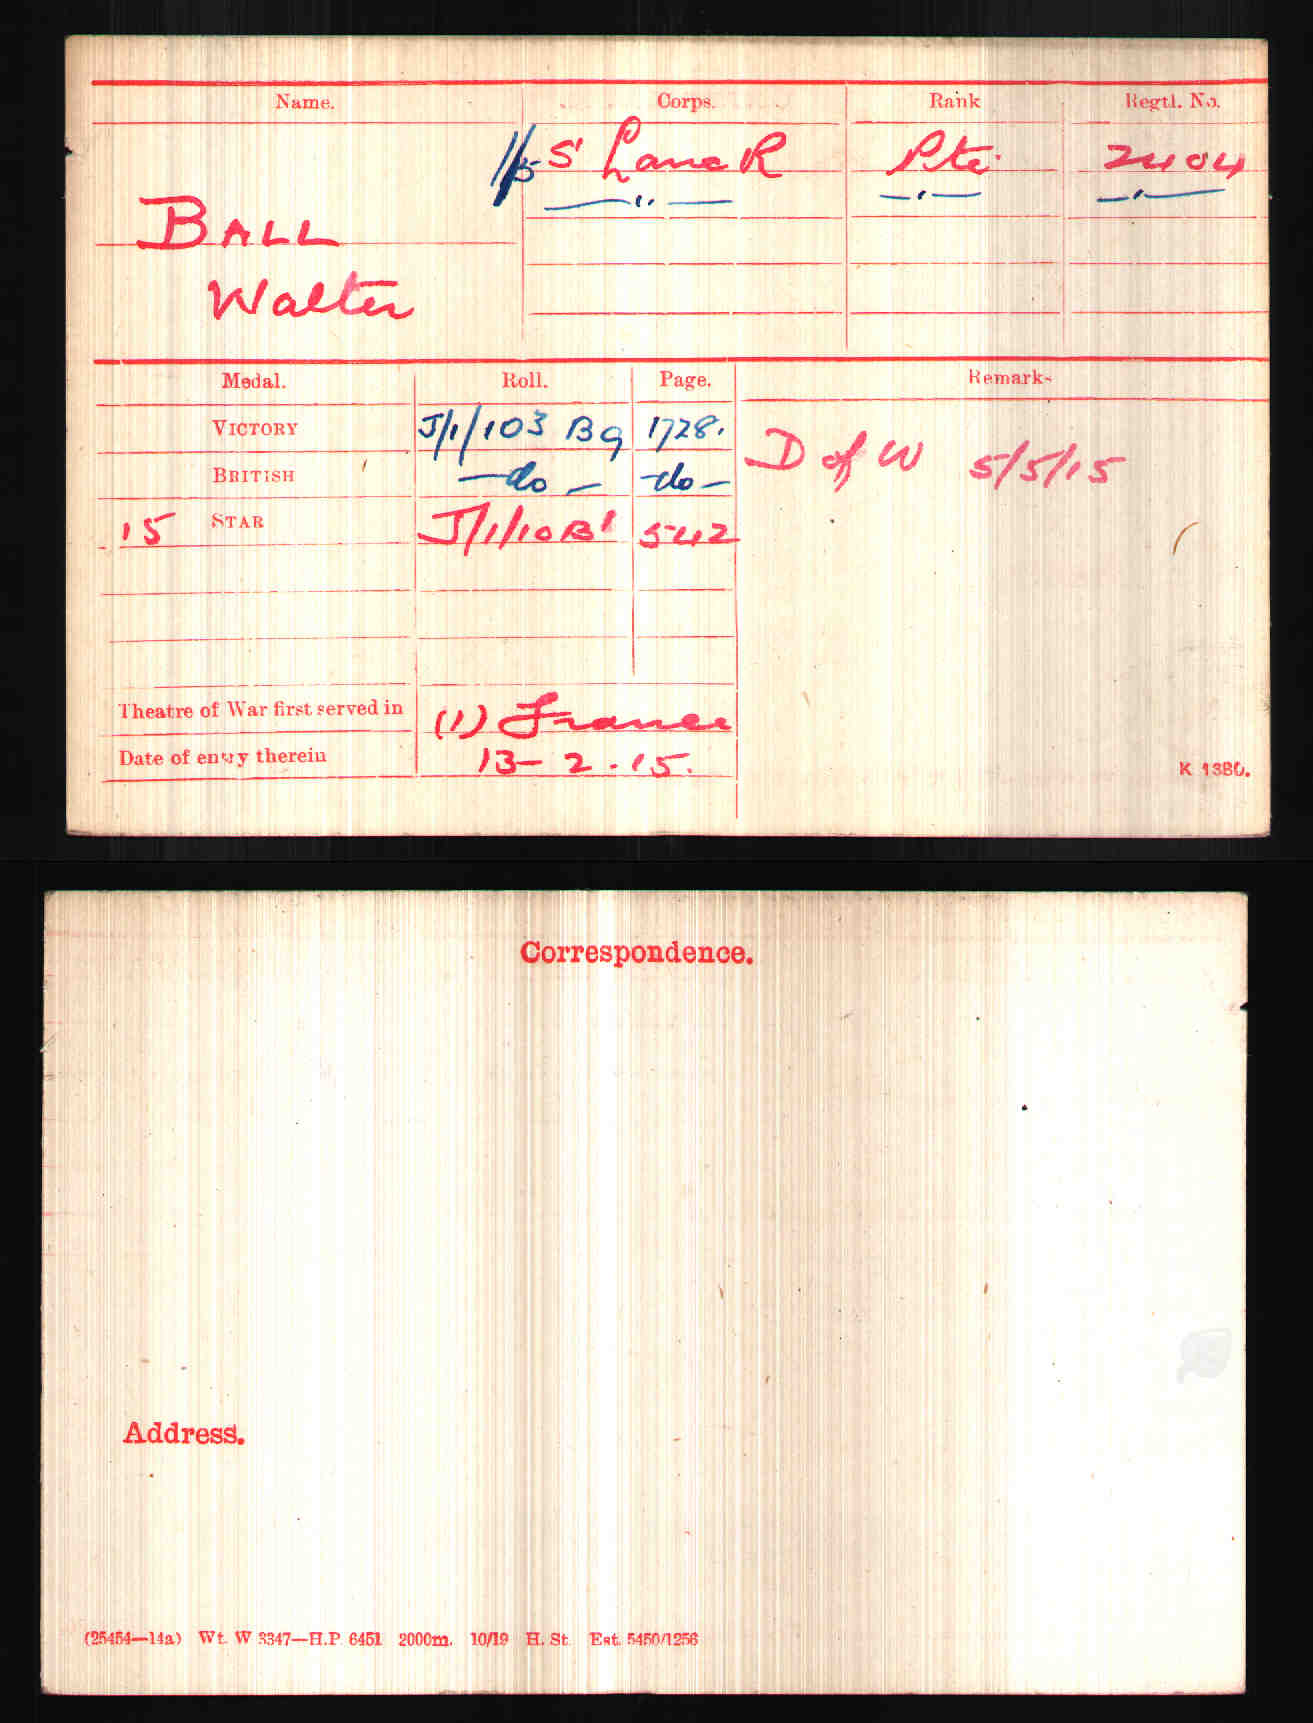 Name. Corps. Rank Regtl. No.
1/5 S' Lanc R Pte. 2404
—"— —"— —"—
BALL
Walter
Medal. Roll. Page. Remarks
VICTORY J/1/103 B9 1728.
BRITISH —do— —do—
D of W 5/5/15
15 STAR J/1/10B1 542
Theatre of War first served in (1) France
Date of entry therein 13-2.15.
K 1380.
Correspondence.
Address.
(25454—14a) Wt. W 3347—H.P. 6451 2000m. 10/19 H. St. Est. 5450/1256